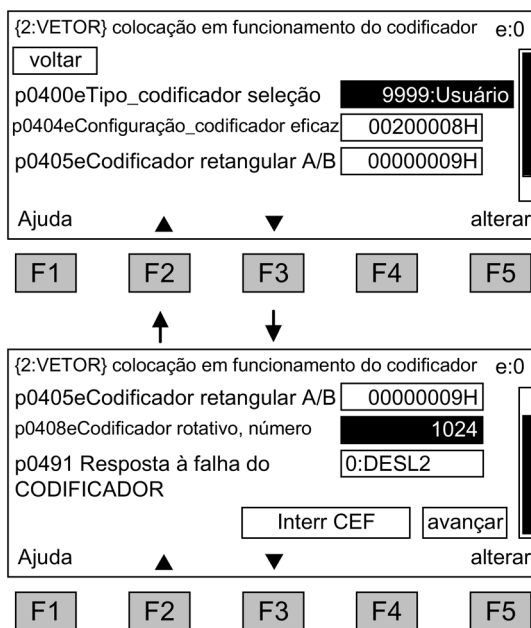 {2:VETOR} colocação em funcionamento do codificador e:0
voltar
p0400eTipo_codificador seleção 9999:Usuário
p0404eConfiguração_codificador eficaz 00200008H
p0405eCodificador retangular A/B 00000009H
Ajuda ▲ ▼ alterar
F1 F2 F3 F4 F5
{2:VETOR} colocação em funcionamento do codificador e:0
p0405eCodificador retangular A/B 00000009H
p0408eCodificador rotativo, número 1024
p0491 Resposta à falha do 0:DESL2
CODIFICADOR
Interr CEF avançar
Ajuda ▲ ▼ alterar
F1 F2 F3 F4 F5